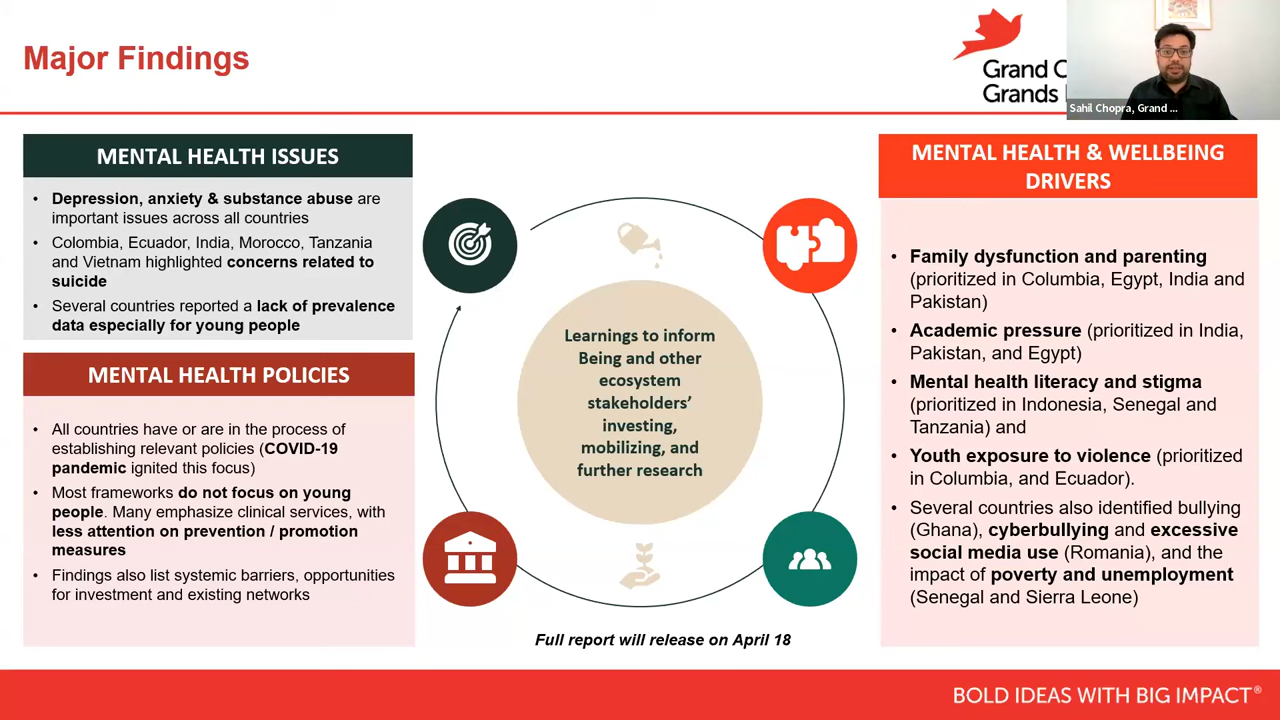 Major Findings
Grand C
Grands
Sahil Chopra, Grand ...
MENTAL HEALTH ISSUES
• Depression, anxiety & substance abuse are
important issues across all countries
• Colombia, Ecuador, India, Morocco, Tanzania
and Vietnam highlighted concerns related to
suicide
• Several countries reported a lack of prevalence
data especially for young people
MENTAL HEALTH POLICIES
• All countries have or are in the process of
establishing relevant policies (COVID-19
pandemic ignited this focus)
• Most frameworks do not focus on young
people. Many emphasize clinical services, with
less attention on prevention / promotion
measures
• Findings also list systemic barriers, opportunities
for investment and existing networks
Learnings to inform
Being and other
ecosystem
stakeholders’
investing,
mobilizing, and
further research
Full report will release on April 18
MENTAL HEALTH & WELLBEING
DRIVERS
• Family dysfunction and parenting
(prioritized in Columbia, Egypt, India and
Pakistan)
• Academic pressure (prioritized in India,
Pakistan, and Egypt)
• Mental health literacy and stigma
(prioritized in Indonesia, Senegal and
Tanzania) and
• Youth exposure to violence (prioritized
in Columbia, and Ecuador).
• Several countries also identified bullying
(Ghana), cyberbullying and excessive
social media use (Romania), and the
impact of poverty and unemployment
(Senegal and Sierra Leone)
BOLD IDEAS WITH BIG IMPACT®